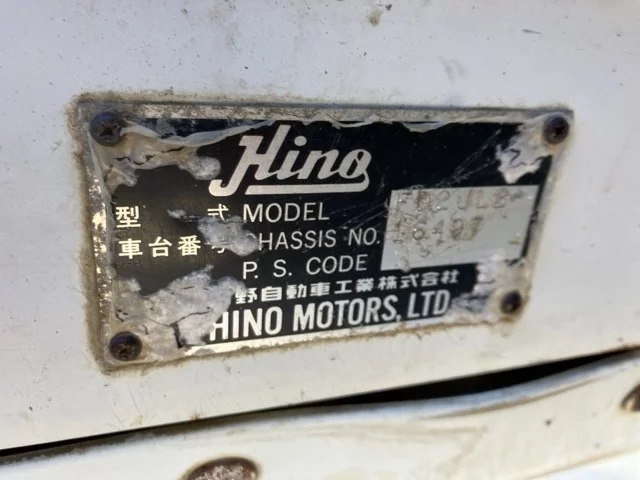 Hino
型 式 MODEL
車台番号 CHASSIS NO.
P. S. CODE
野自動車工業株式会社
HINO MOTORS, LTD